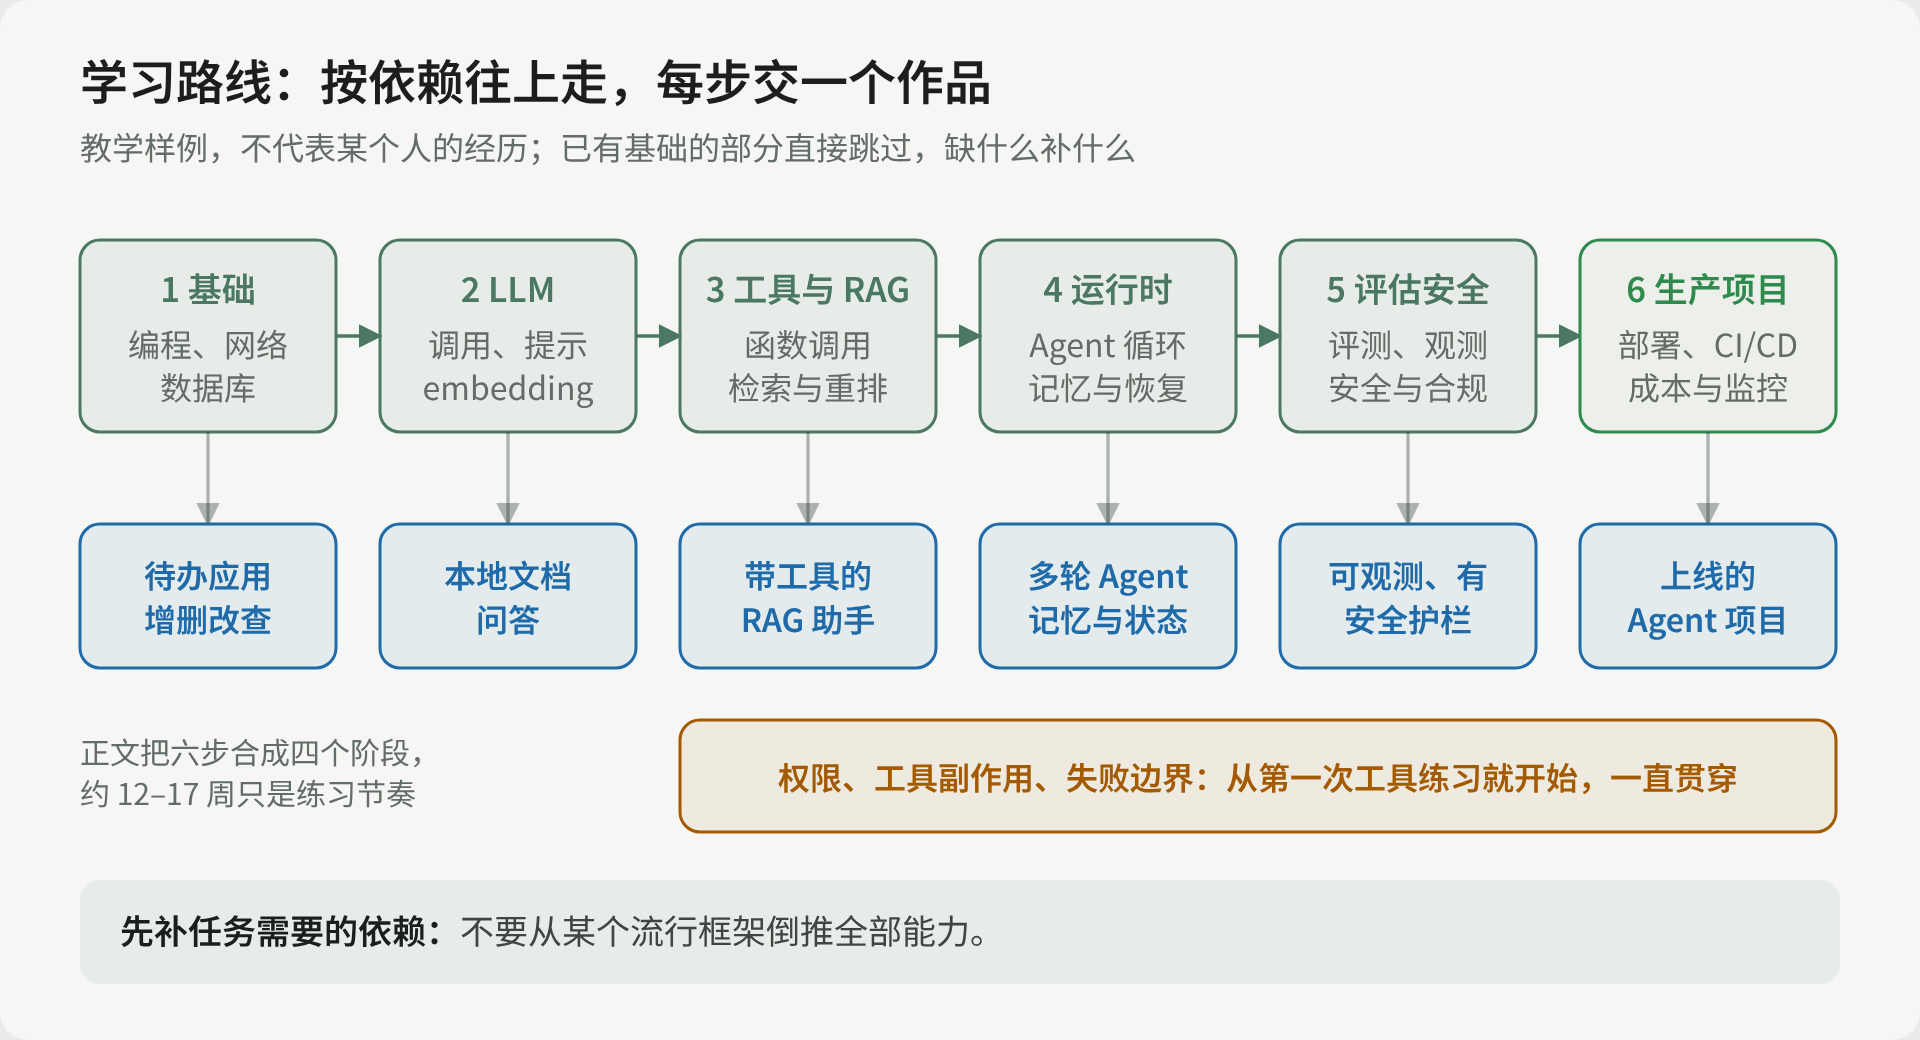 学习路线：按依赖往上走，每步交一个作品
教学样例，不代表某个人的经历；已有基础的部分直接跳过，缺什么补什么
1 基础
编程、网络
数据库
2 LLM
调用、提示
embedding
3 工具与 RAG
函数调用
检索与重排
4 运行时
Agent 循环
记忆与恢复
5 评估安全
评测、观测
安全与合规
6 生产项目
部署、CI/CD
成本与监控
待办应用
增删改查
本地文档
问答
带工具的
RAG 助手
多轮 Agent
记忆与状态
可观测、有
安全护栏
上线的
Agent 项目
正文把六步合成四个阶段，
约 12–17 周只是练习节奏
权限、工具副作用、失败边界：从第一次工具练习就开始，一直贯穿
先补任务需要的依赖：不要从某个流行框架倒推全部能力。